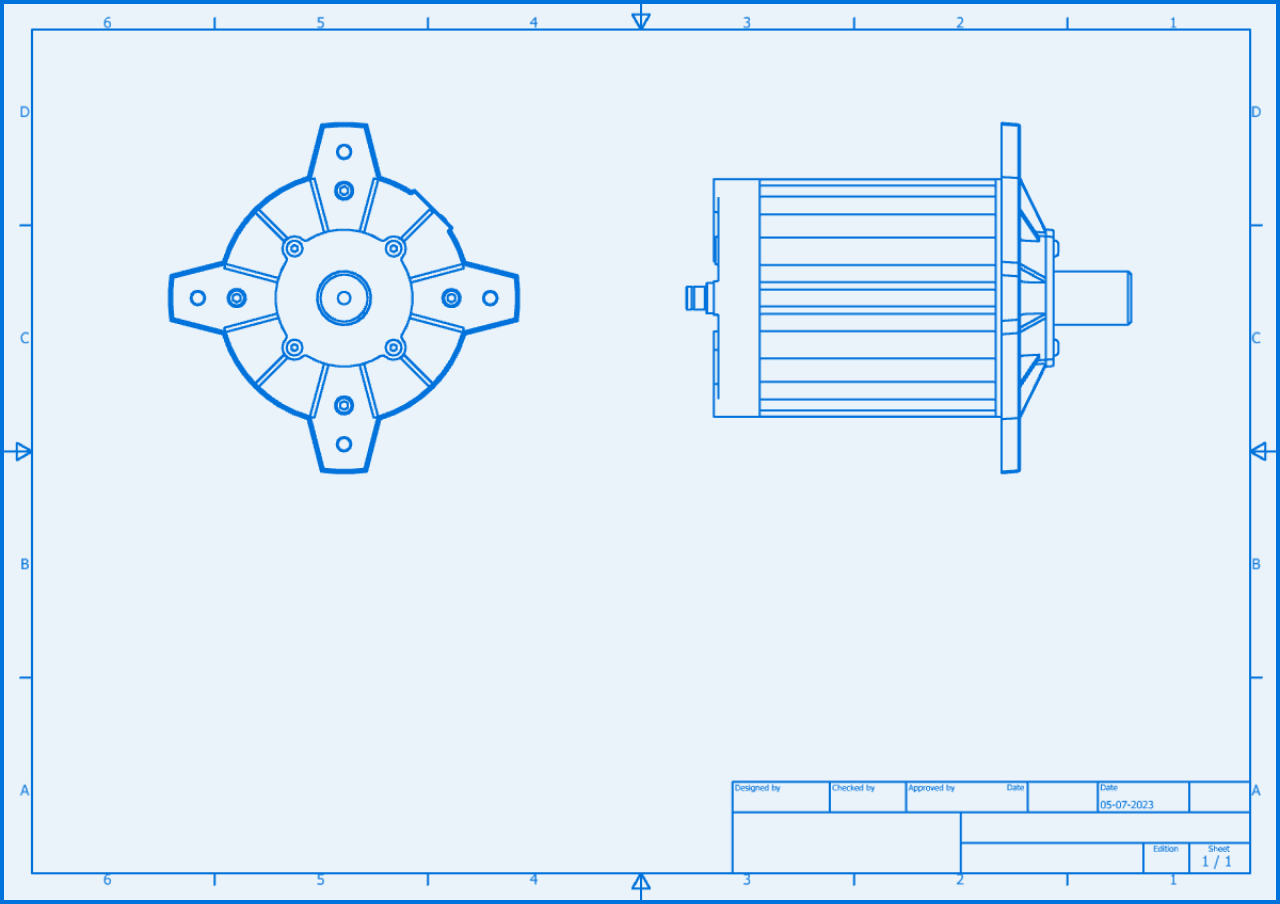 6 5 4 3 2 1
D D
C C
B B
A A
Designed by Checked by Approved by Date Date
05-07-2023
Edition Sheet
1 / 1
6 5 4 3 2 1